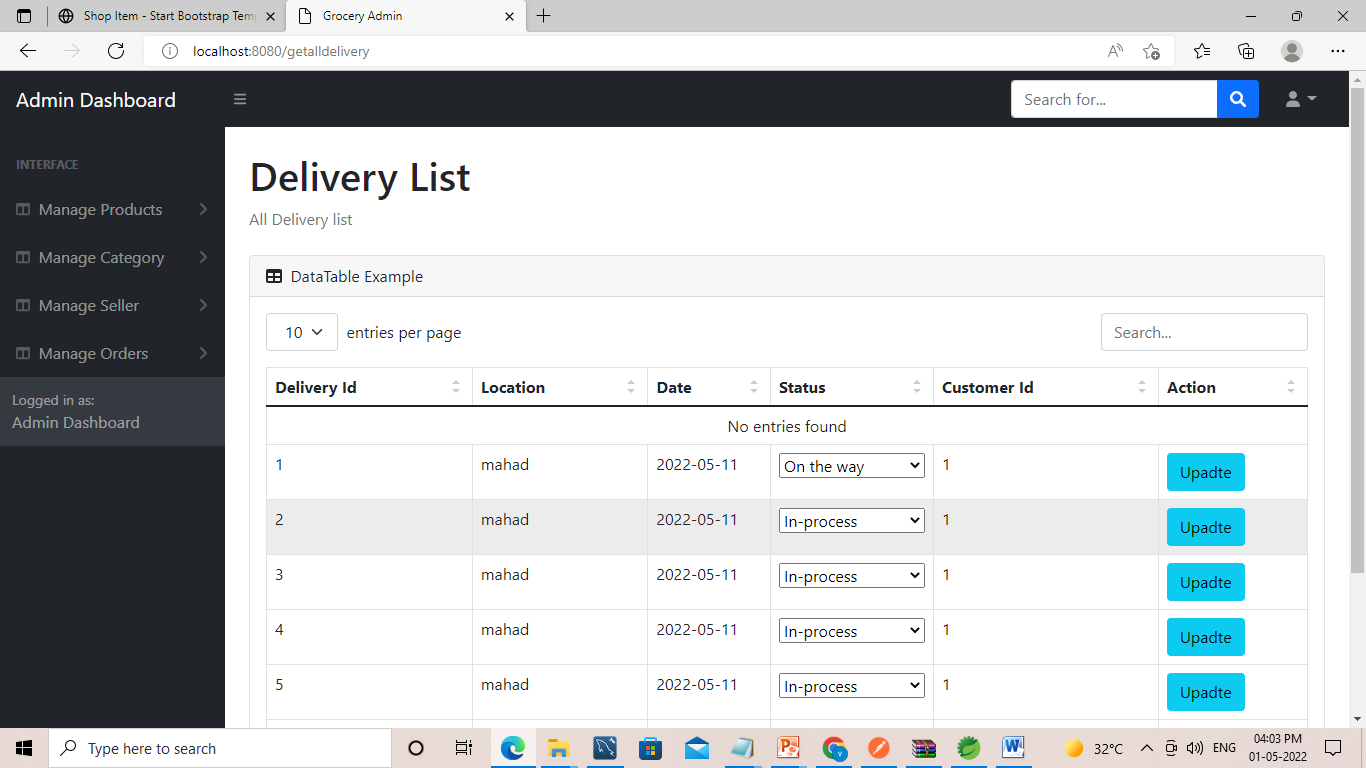 Shop Item - Start Bootstrap Tem
Grocery Admin
localhost:8080/getalldelivery
Admin Dashboard
Search for...
INTERFACE
Manage Products
Manage Category
Manage Seller
Manage Orders
Logged in as:
Admin Dashboard
Delivery List
All Delivery list
DataTable Example
10 entries per page
Search...
Delivery Id Location Date Status Customer Id Action
No entries found
1 mahad 2022-05-11 On the way 1 Upadte
2 mahad 2022-05-11 In-process 1 Upadte
3 mahad 2022-05-11 In-process 1 Upadte
4 mahad 2022-05-11 In-process 1 Upadte
5 mahad 2022-05-11 In-process 1 Upadte
Type here to search
32°C
ENG
04:03 PM
01-05-2022